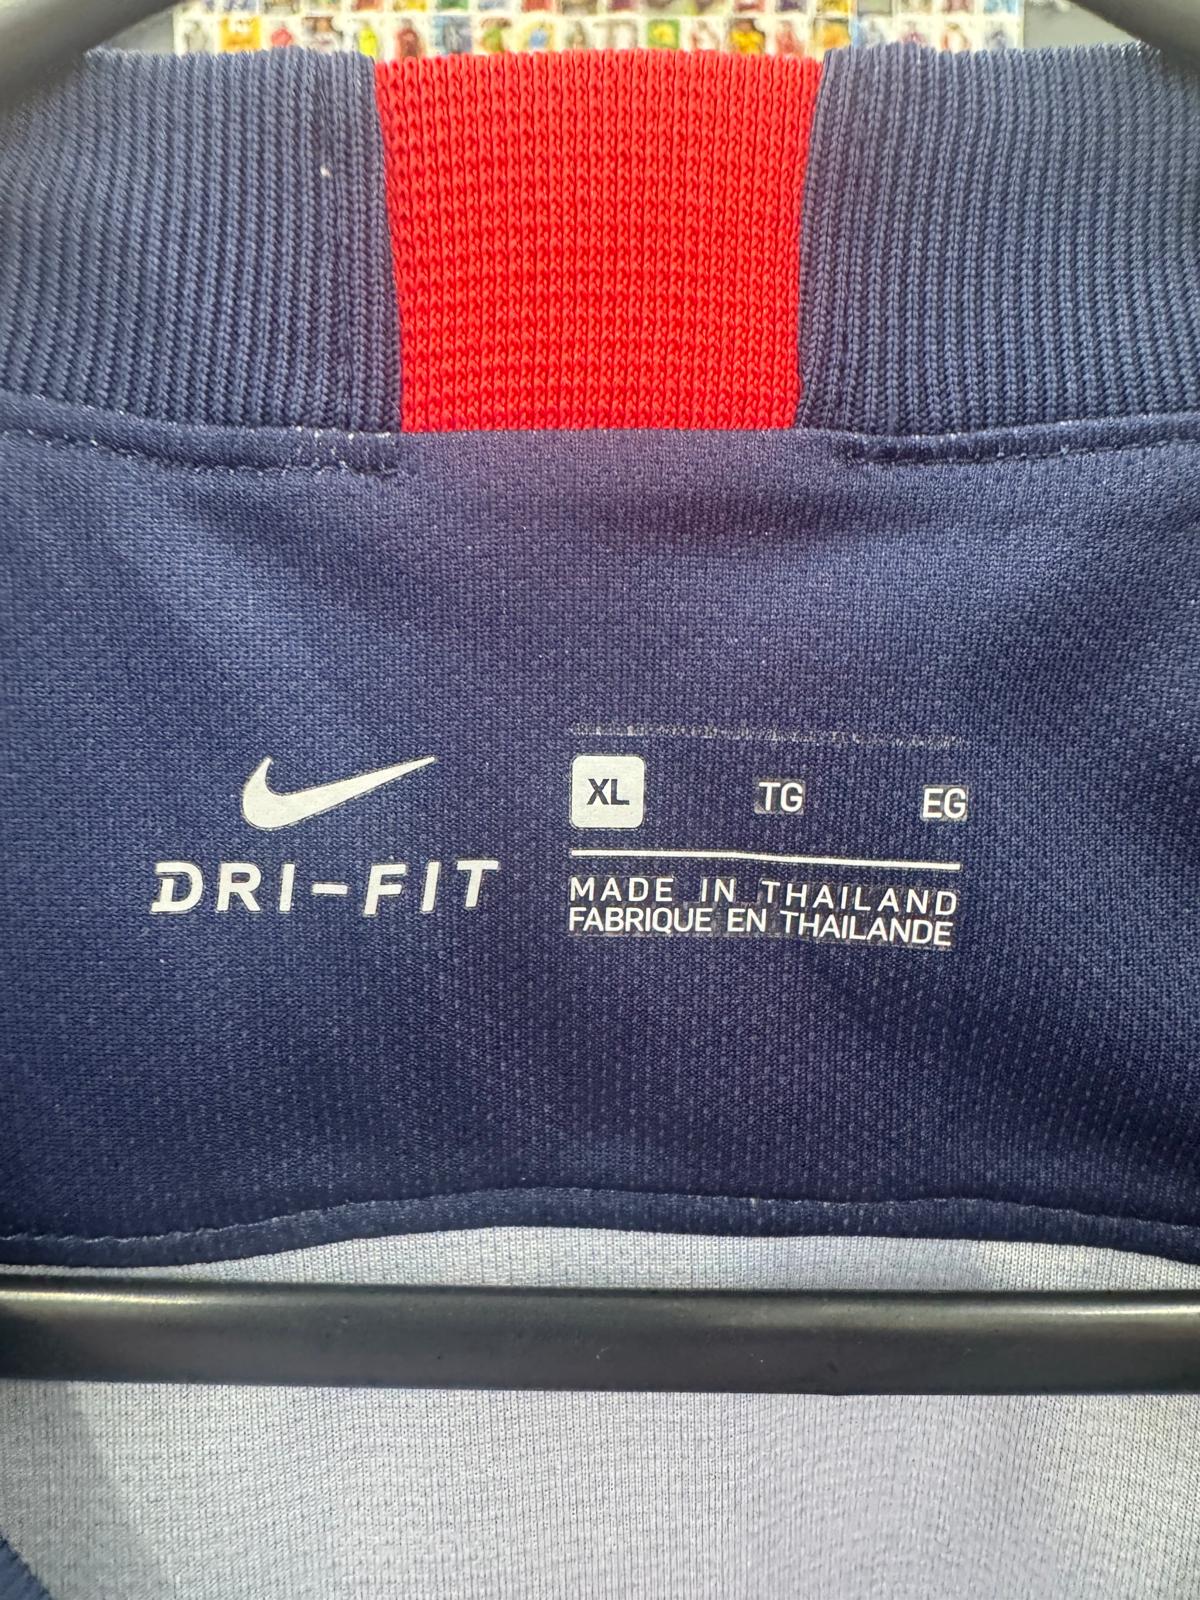 XL TG EG
DRI-FIT
MADE IN THAILAND
FABRIQUE EN THAILANDE